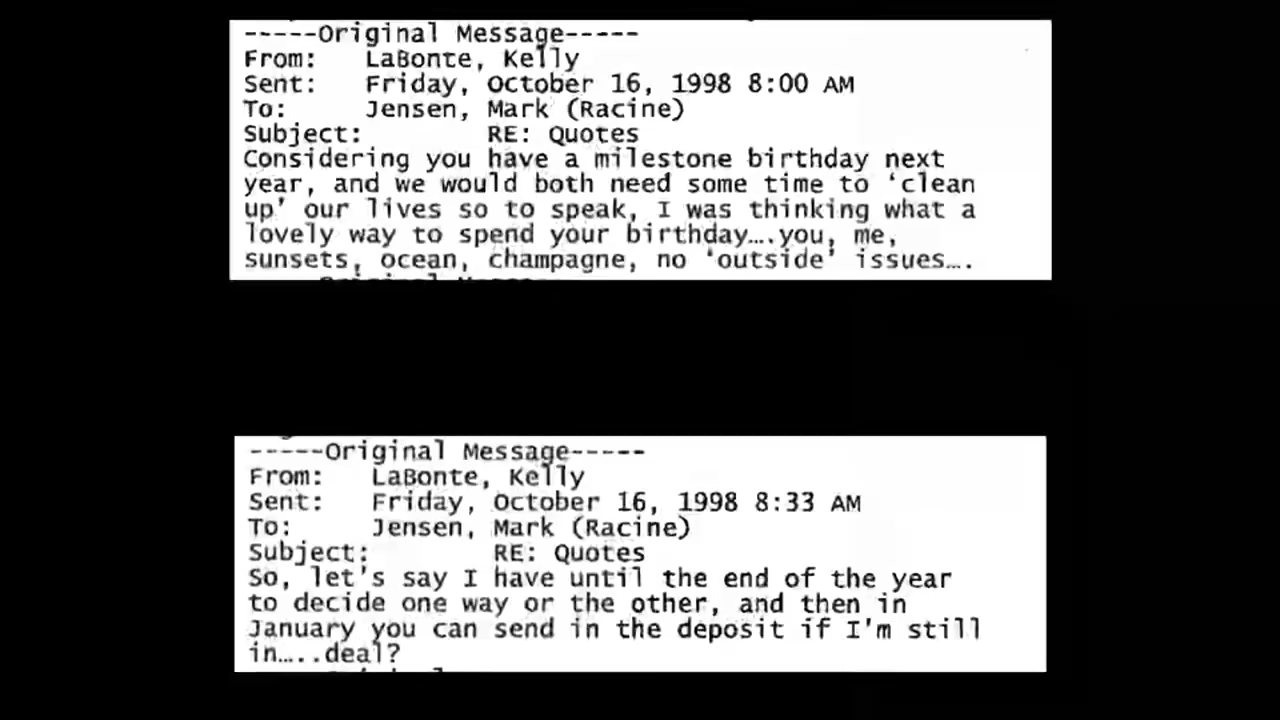 -----Original Message-----
From: LaBonte, Kelly
Sent: Friday, October 16, 1998 8:00 AM
To: Jensen, Mark (Racine)
Subject: RE: Quotes
Considering you have a milestone birthday next
year, and we would both need some time to ‘clean
up’ our lives so to speak, I was thinking what a
lovely way to spend your birthday….you, me,
sunsets, ocean, champagne, no ‘outside’ issues….
-----Original Message-----
From: LaBonte, Kelly
Sent: Friday, October 16, 1998 8:33 AM
To: Jensen, Mark (Racine)
Subject: RE: Quotes
So, let's say I have until the end of the year
to decide one way or the other, and then in
January you can send in the deposit if I'm still
in…..deal?